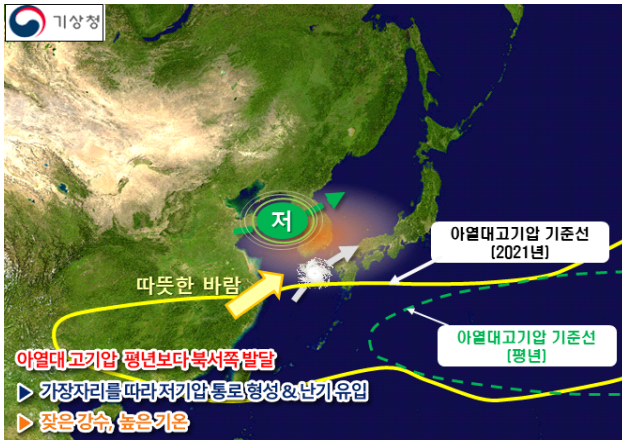 기상청
저
아열대고기압 기준선
(2021년)
따뜻한 바람
아열대고기압 기준선
(평년)
아열대 고기압 평년보다 북서쪽 발달
가장자리를 따라 저기압 통로 형성 & 난기 유입
잦은 강수, 높은 기온